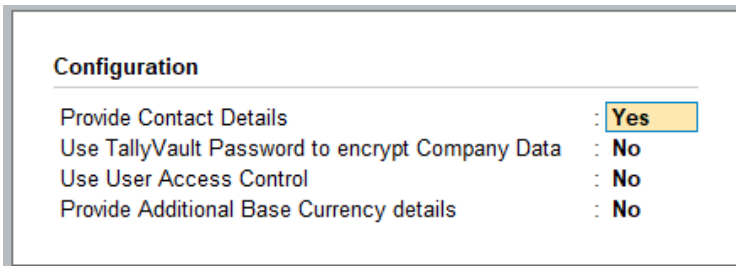 Configuration
Provide Contact Details : Yes
Use TallyVault Password to encrypt Company Data : No
Use User Access Control : No
Provide Additional Base Currency details : No